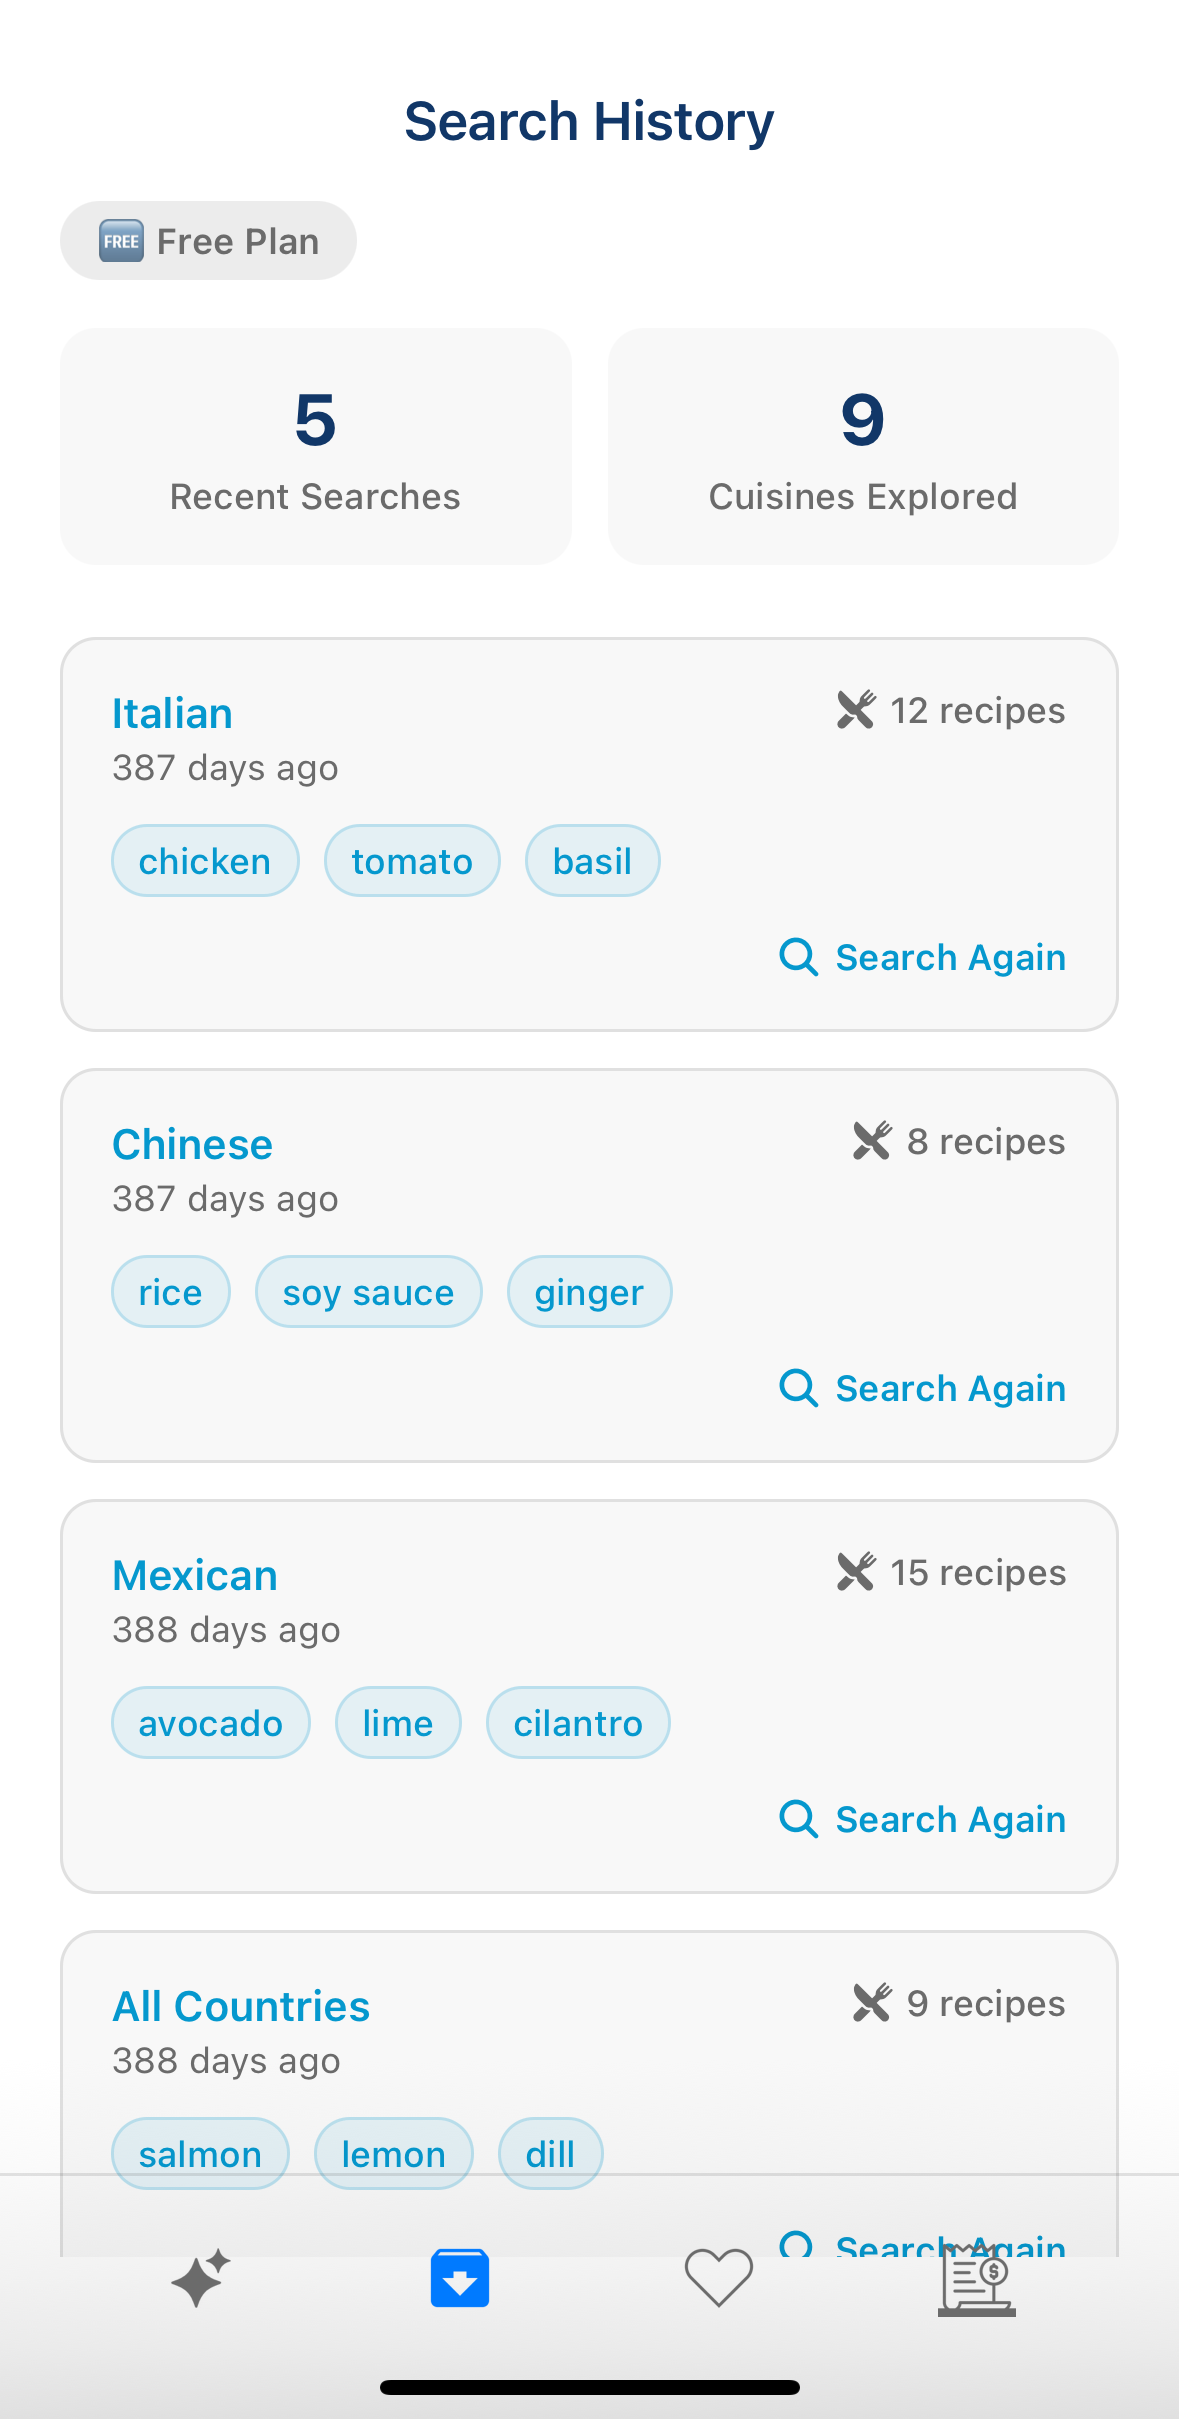 Search History
FREE Free Plan
5
Recent Searches
9
Cuisines Explored
Italian
12 recipes
387 days ago
chicken tomato basil
Search Again
Chinese
8 recipes
387 days ago
rice soy sauce ginger
Search Again
Mexican
15 recipes
388 days ago
avocado lime cilantro
Search Again
All Countries
9 recipes
388 days ago
salmon lemon dill
Search Again
$